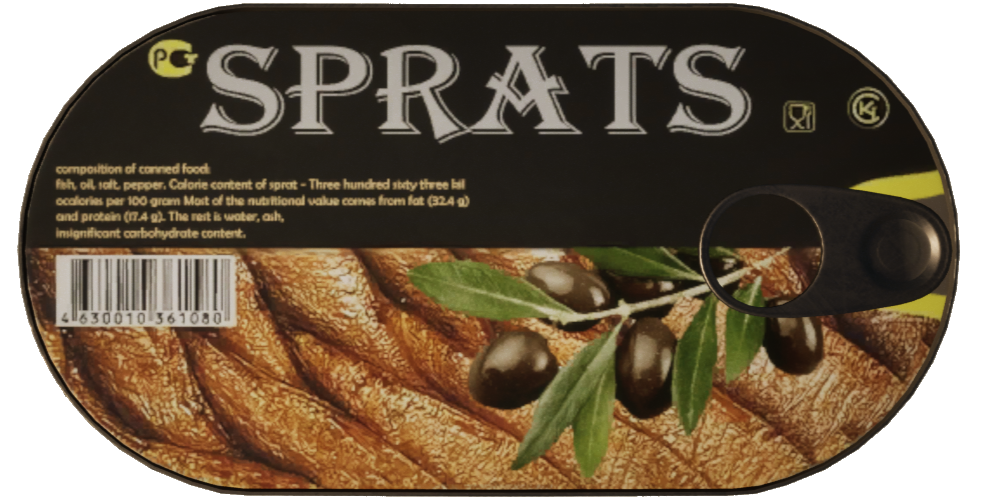 SPRATS
composition of canned food:
fish, oil, salt, pepper. Calorie content of sprat - Three hundred sixty three kil
ocalories per 100 gram Most of the nutritional value comes from fat (32.4 g)
and protein (17.4 g). The rest is water, ash,
insignificant carbohydrate content.
4 630010 361080